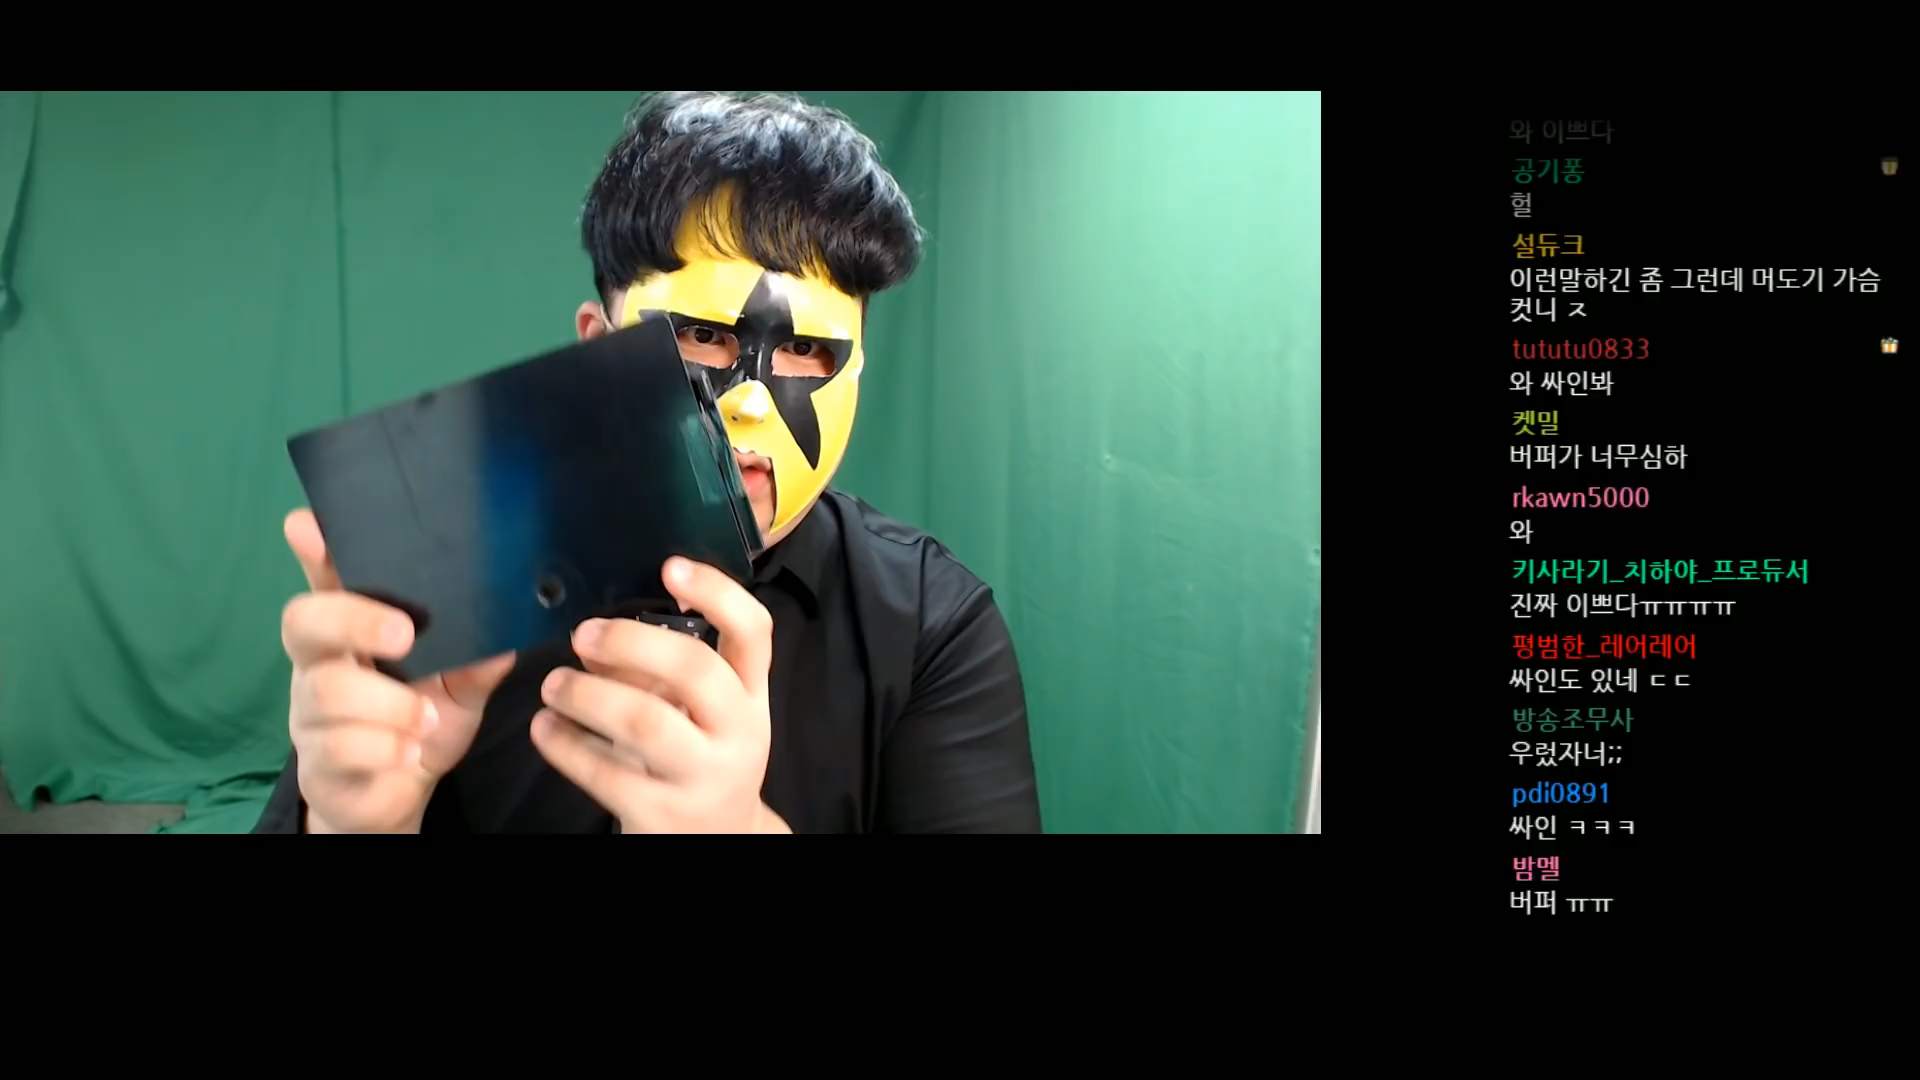 와 이쁘다
공기퐁
헐
설듀크
이런말하긴 좀 그런데 머도기 가슴
컷니 ㅈ
tututu0833
와 싸인봐
켓밀
버퍼가 너무심하
rkawn5000
와
키사라기_치하야_프로듀서
진짜 이쁘다ㅠㅠㅠㅠ
평범한_레어레어
싸인도 있네 ㄷㄷ
방송조무사
우렀자너;;
pdi0891
싸인 ㅋㅋㅋ
밤멜
버퍼 ㅠㅠ